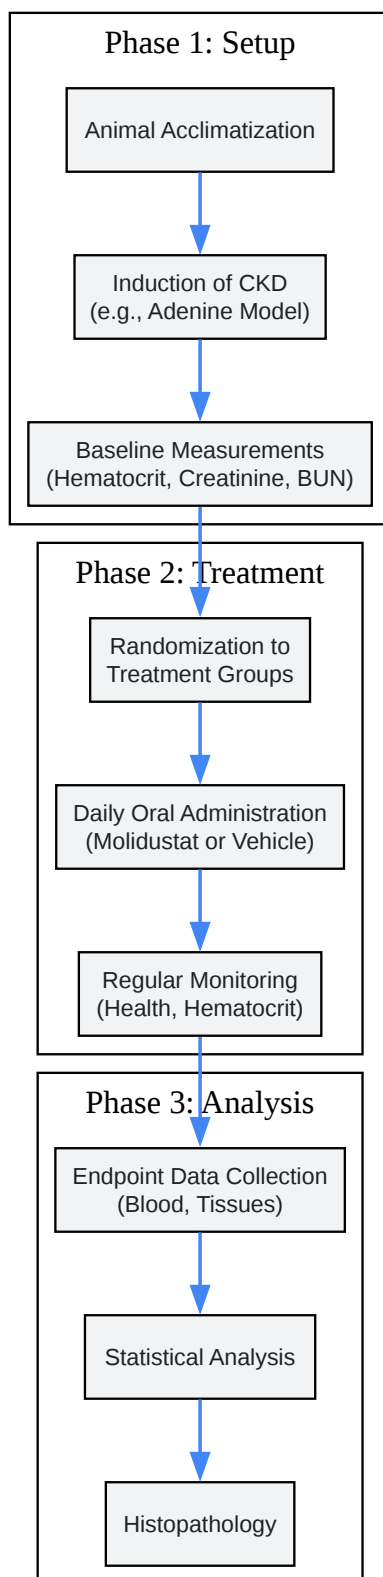 Phase 1: Setup
Animal Acclimatization
Induction of CKD
(e.g., Adenine Model)
Baseline Measurements
(Hematocrit, Creatinine, BUN)
Phase 2: Treatment
Randomization to
Treatment Groups
Daily Oral Administration
(Molidustat or Vehicle)
Regular Monitoring
(Health, Hematocrit)
Phase 3: Analysis
Endpoint Data Collection
(Blood, Tissues)
Statistical Analysis
Histopathology